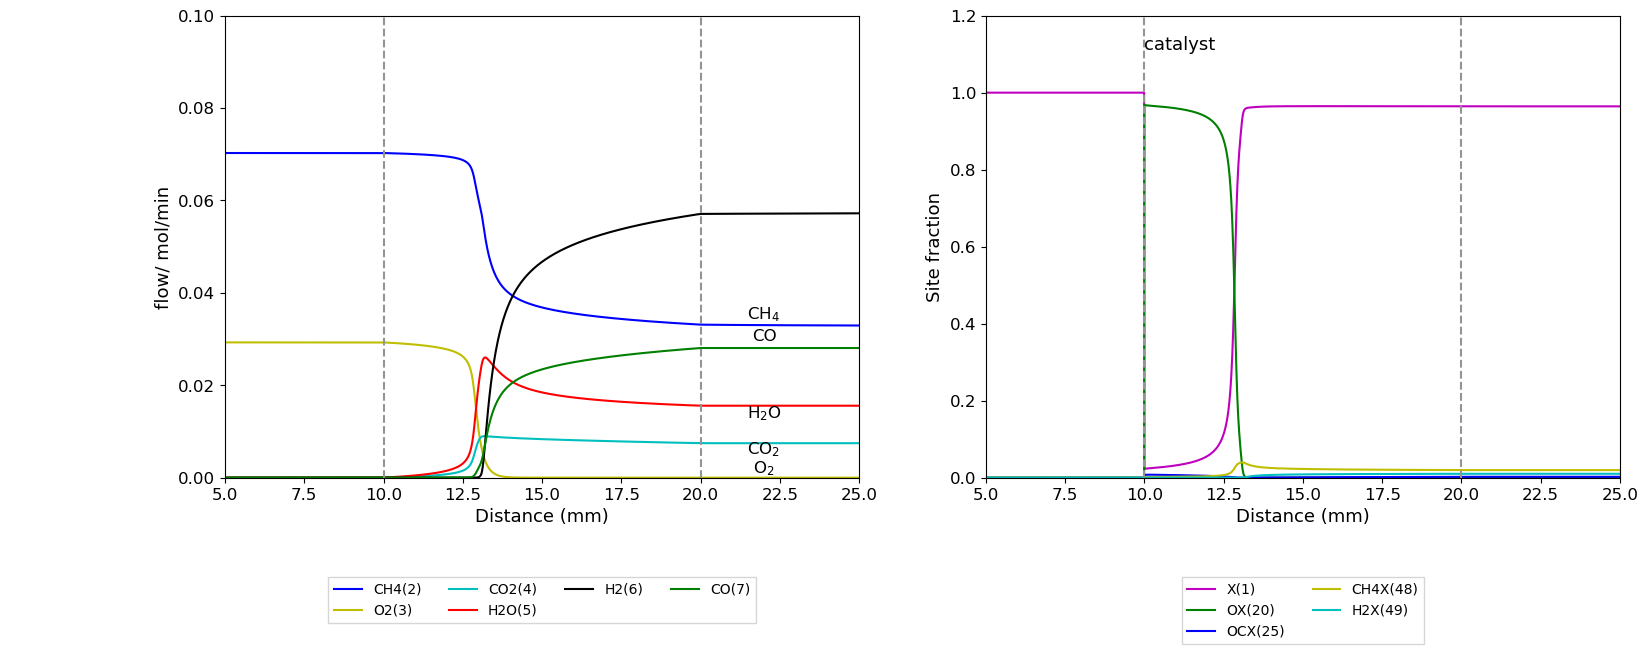 0.10
0.08
0.06
0.04
0.02
0.00
flow/ mol/min
CH₄
CO
H₂O
CO₂
O₂
5.0 7.5 10.0 12.5 15.0 17.5 20.0 22.5 25.0
Distance (mm)
CH4(2) CO2(4) H2(6) CO(7)
O2(3) H2O(5)
1.2
1.0
0.8
0.6
0.4
0.2
0.0
Site fraction
catalyst
5.0 7.5 10.0 12.5 15.0 17.5 20.0 22.5 25.0
Distance (mm)
X(1) CH4X(48)
OX(20) H2X(49)
OCX(25)